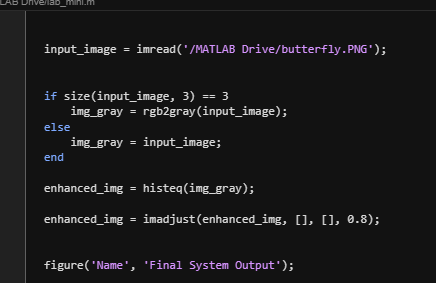 LAB Drive/lab_mini.m
input_image = imread('/MATLAB Drive/butterfly.PNG');
if size(input_image, 3) == 3
    img_gray = rgb2gray(input_image);
else
    img_gray = input_image;
end
enhanced_img = histeq(img_gray);
enhanced_img = imadjust(enhanced_img, [], [], 0.8);
figure('Name', 'Final System Output');